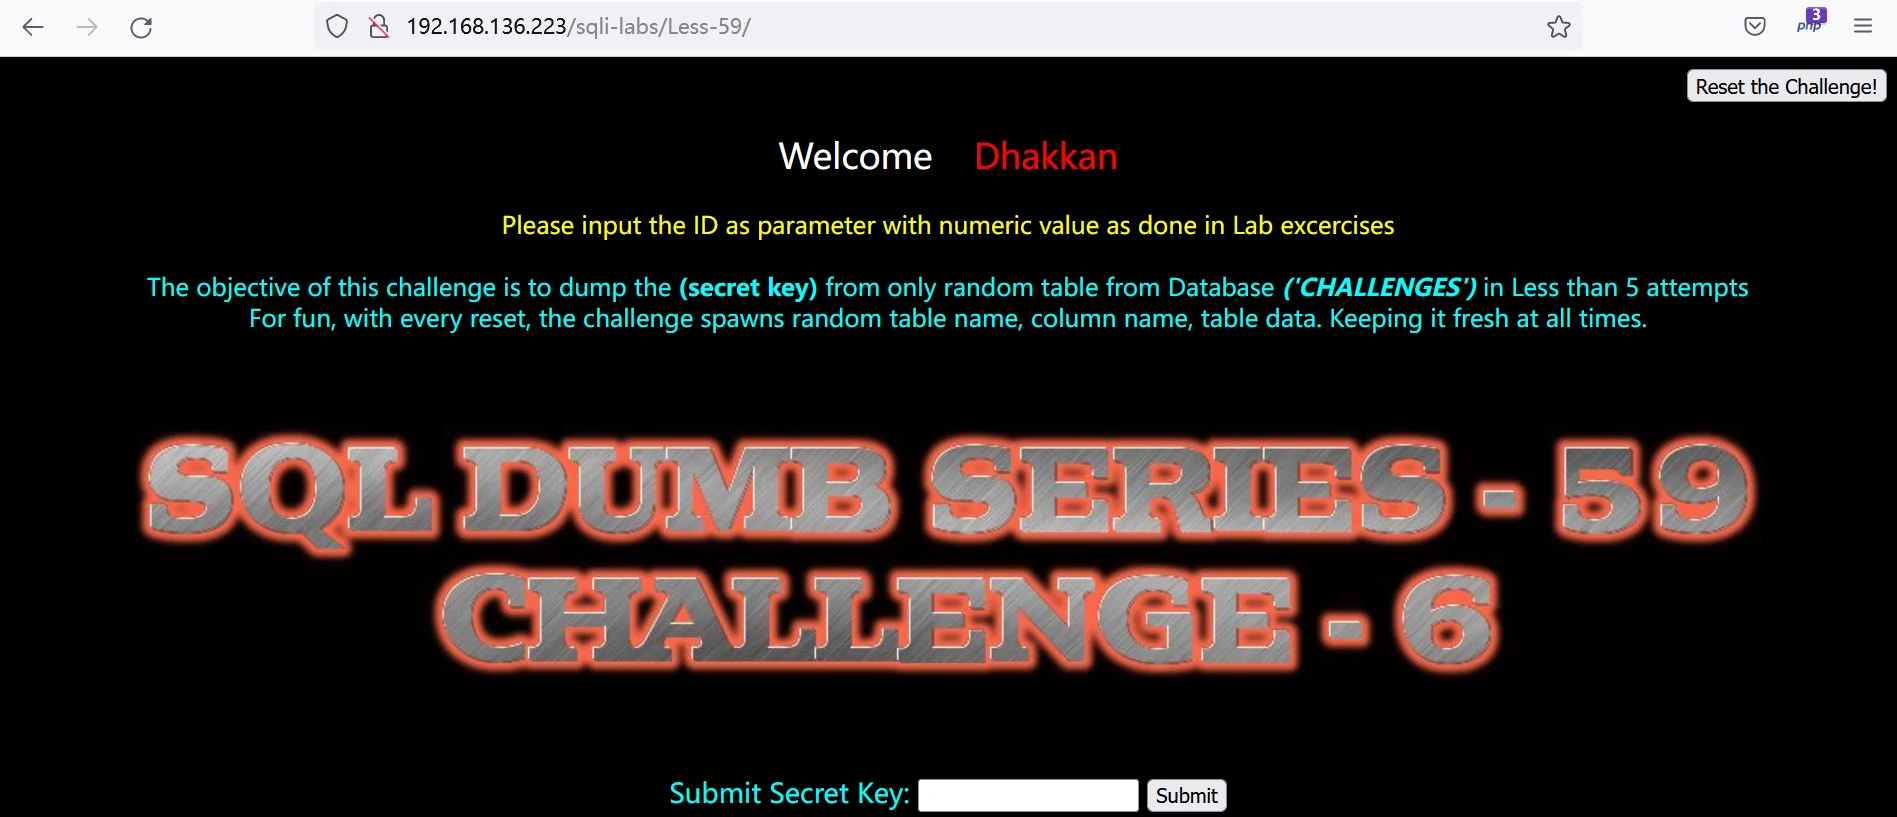 192.168.136.223/sqli-labs/Less-59/
3
php
Reset the Challenge!
Welcome Dhakkan
Please input the ID as parameter with numeric value as done in Lab excercises
The objective of this challenge is to dump the (secret key) from only random table from Database ('CHALLENGES') in Less than 5 attempts
For fun, with every reset, the challenge spawns random table name, column name, table data. Keeping it fresh at all times.
SQL DUMB SERIES - 59
CHALLENGE - 6
Submit Secret Key: Submit